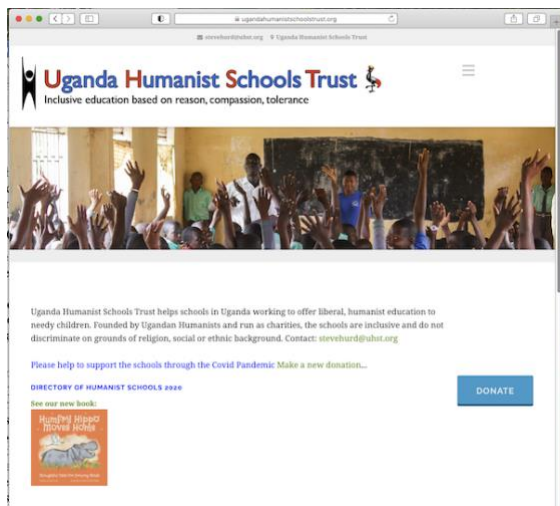 ugandahumanistschoolstrust.org
stevehurd@uhst.org Uganda Humanist Schools Trust
Uganda Humanist Schools Trust
Inclusive education based on reason, compassion, tolerance
Uganda Humanist Schools Trust helps schools in Uganda working to offer liberal, humanist education to
needy children. Founded by Ugandan Humanists and run as charities, the schools are inclusive and do not
discriminate on grounds of religion, social or ethnic background. Contact: stevehurd@uhst.org
Please help to support the schools through the Covid Pandemic Make a new donation...
DIRECTORY OF HUMANIST SCHOOLS 2020
DONATE
See our new book:
Humpty Hippo
Moves Home